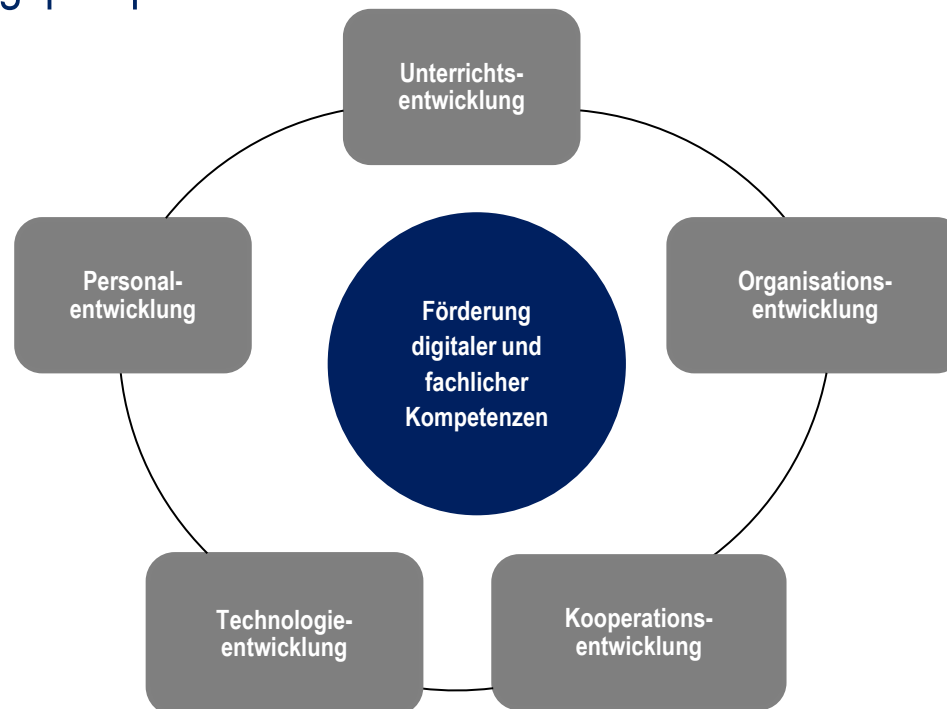 Unterrichts-
entwicklung
Personal-
entwicklung
Organisations-
entwicklung
Förderung
digitaler und
fachlicher
Kompetenzen
Technologie-
entwicklung
Kooperations-
entwicklung